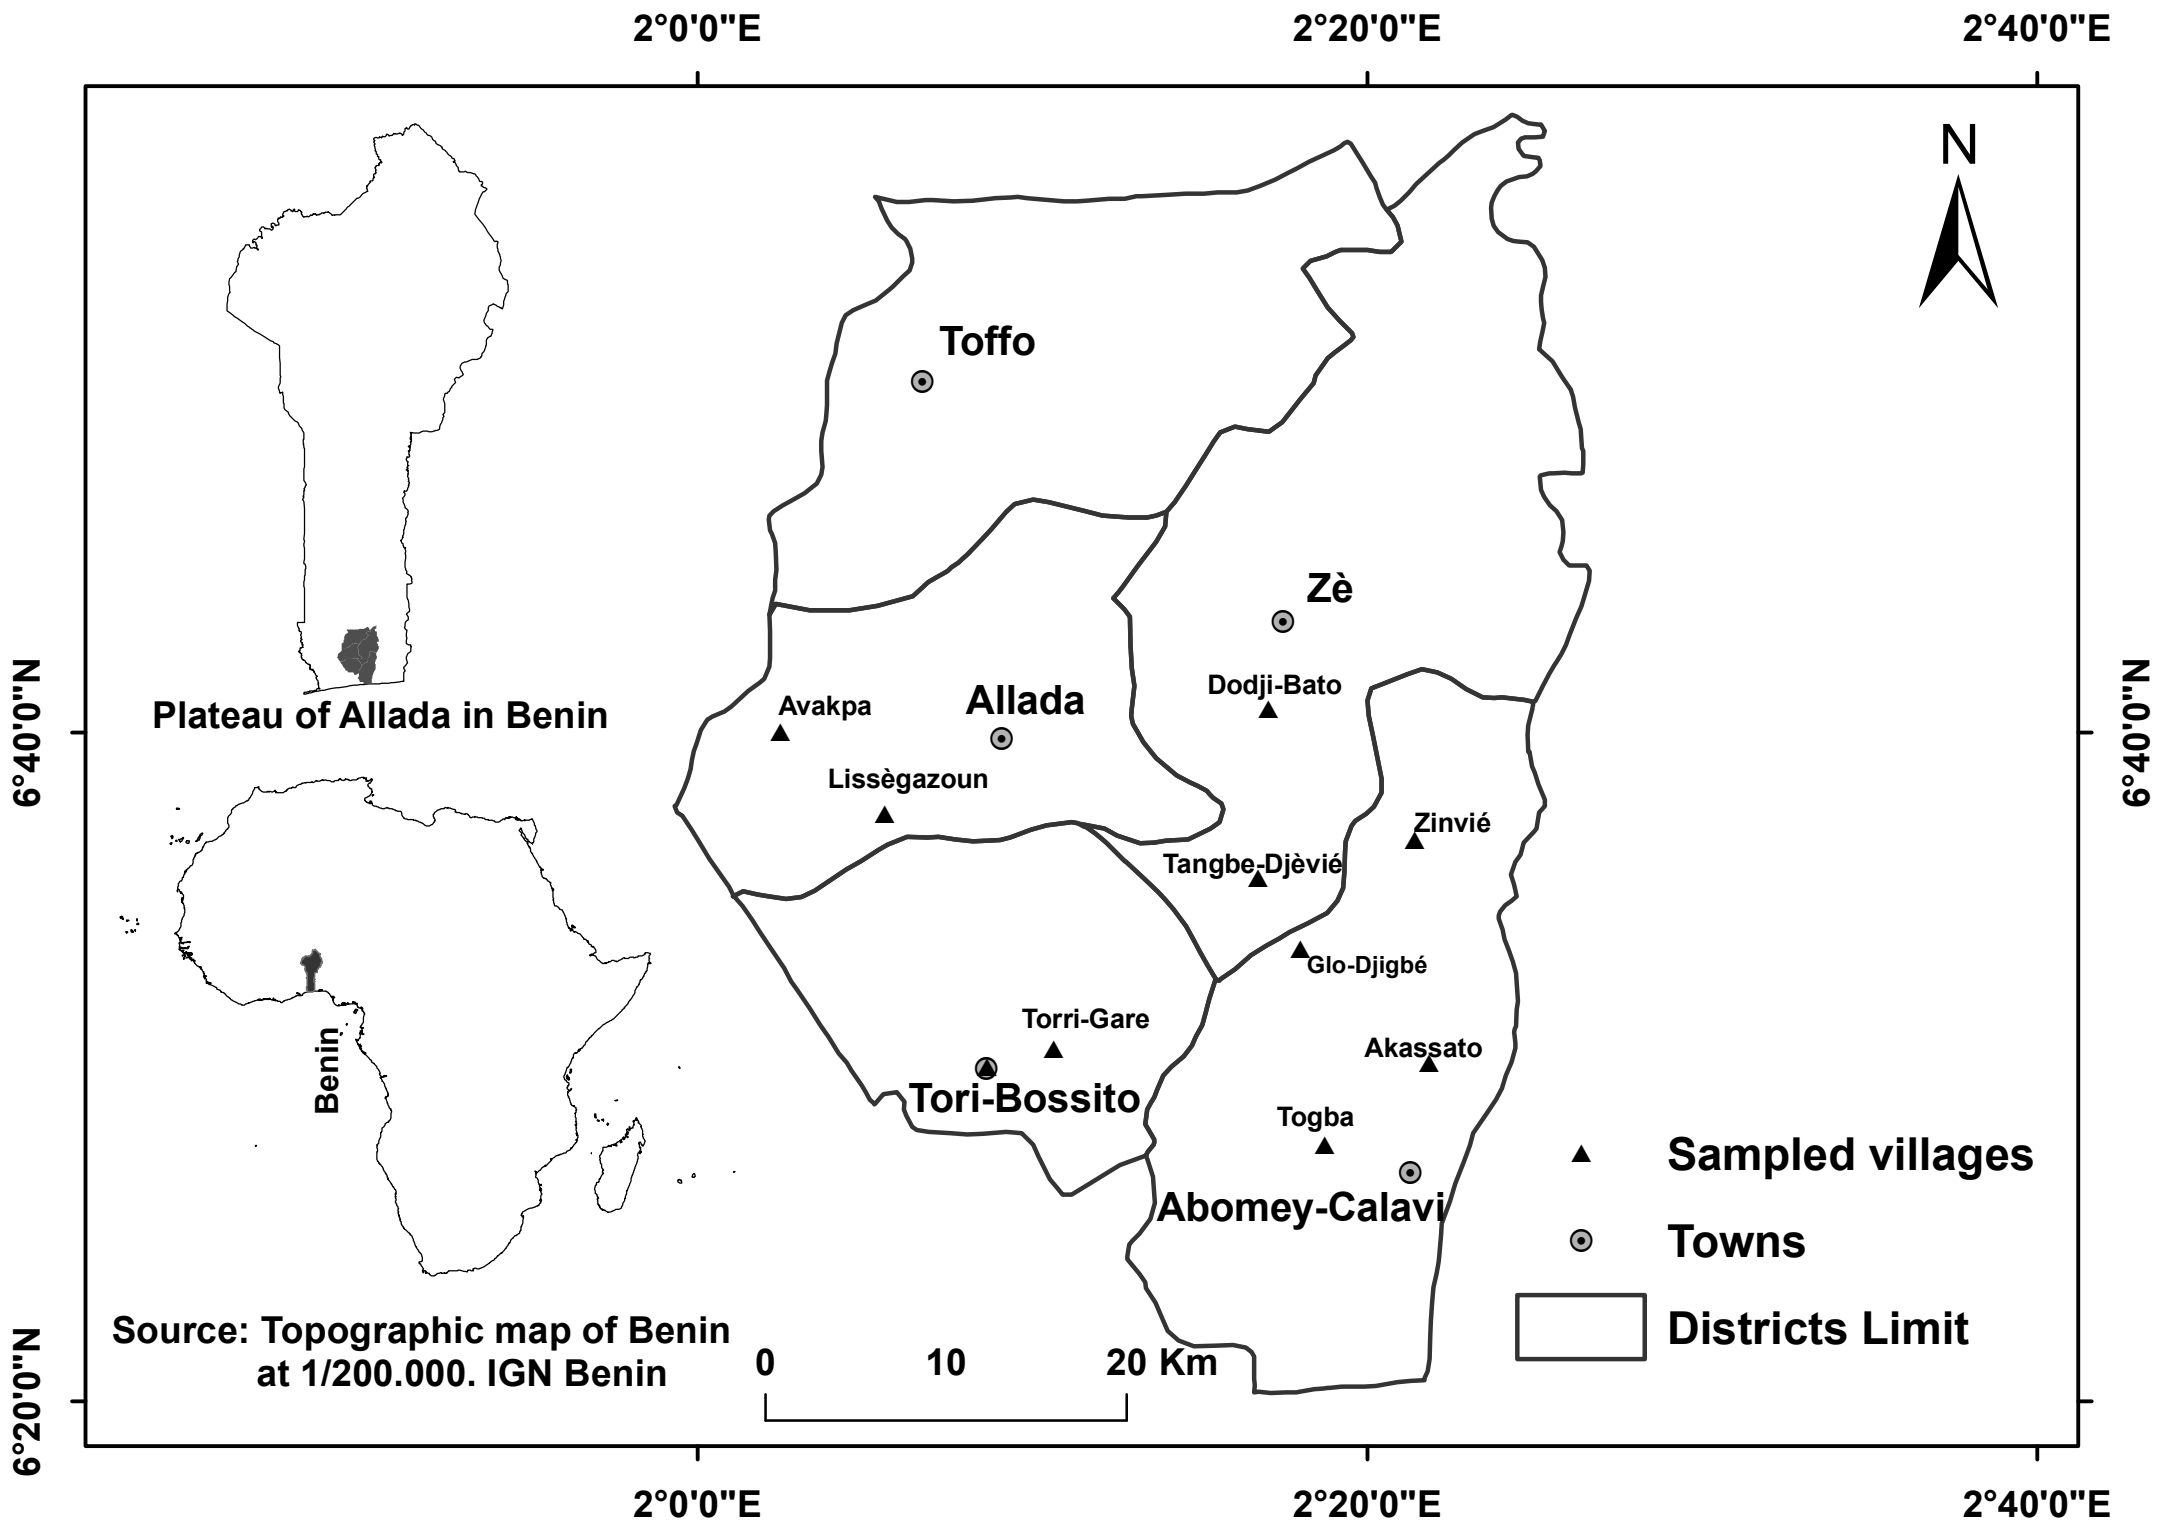 2°0'0"E
2°20'0"E
2°40'0"E
N
Toffo
Zè
Dodji-Bato
6°40'0"N
6°40'0"N
Plateau of Allada in Benin
Avakpa
Allada
Lissègazoun
Zinvié
Tangbe-Djèvié
Glo-Djigbé
Torri-Gare
Akassato
Benin
Tori-Bossito
Togba
Abomey-Calavi
Sampled villages
Towns
Districts Limit
Source: Topographic map of Benin
at 1/200.000. IGN Benin
0 10 20 Km
6°20'0"N
2°0'0"E
2°20'0"E
2°40'0"E